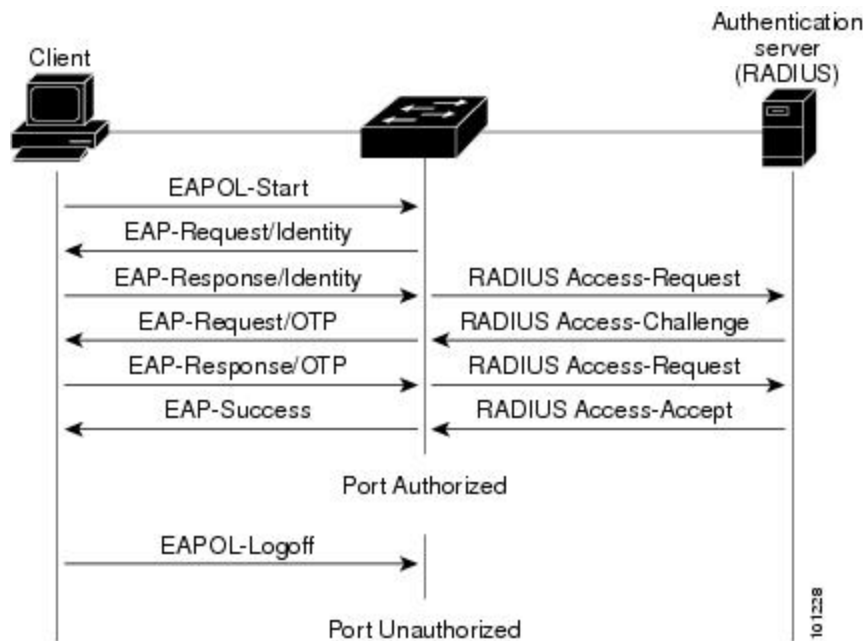 Client
Authentication
server
(RADIUS)
EAPOL-Start
EAP-Request/Identity
EAP-Response/Identity
RADIUS Access-Request
EAP-Request/OTP
RADIUS Access-Challenge
EAP-Response/OTP
RADIUS Access-Request
EAP-Success
RADIUS Access-Accept
Port Authorized
EAPOL-Logoff
Port Unauthorized
101228